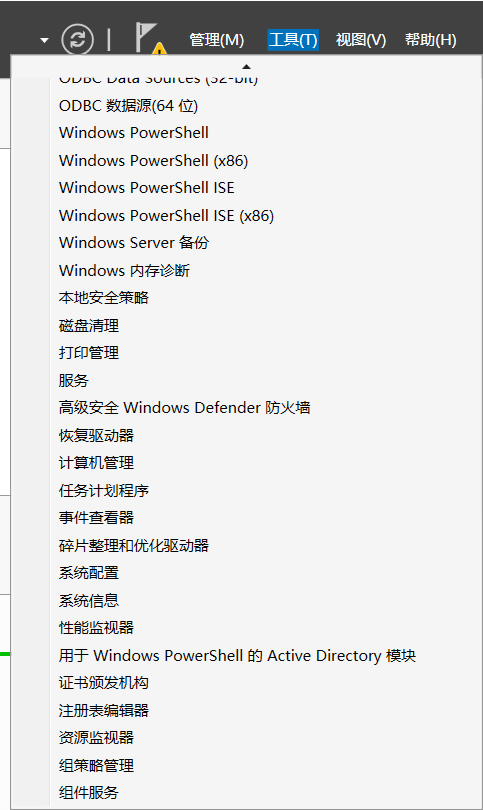 管理(M) 工具(T) 视图(V) 帮助(H)
ODBC Data Sources (32-bit)
ODBC 数据源(64 位)
Windows PowerShell
Windows PowerShell (x86)
Windows PowerShell ISE
Windows PowerShell ISE (x86)
Windows Server 备份
Windows 内存诊断
本地安全策略
磁盘清理
打印管理
服务
高级安全 Windows Defender 防火墙
恢复驱动器
计算机管理
任务计划程序
事件查看器
碎片整理和优化驱动器
系统配置
系统信息
性能监视器
用于 Windows PowerShell 的 Active Directory 模块
证书颁发机构
注册表编辑器
资源监视器
组策略管理
组件服务